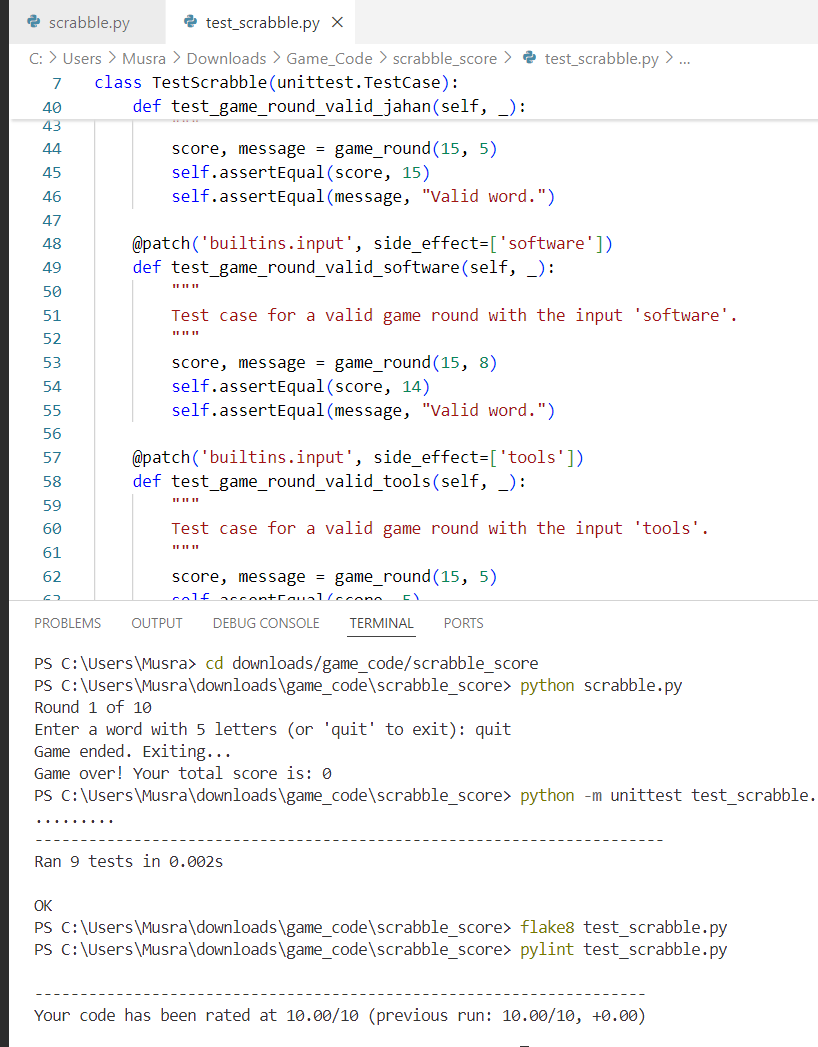 scrabble.py
test_scrabble.py ×
C: > Users > Musra > Downloads > Game_Code > scrabble_score > test_scrabble.py > ...
7 class TestScrabble(unittest.TestCase):
40 def test_game_round_valid_jahan(self, _):
43 """
44 score, message = game_round(15, 5)
45 self.assertEqual(score, 15)
46 self.assertEqual(message, "Valid word.")
47
48 @patch('builtins.input', side_effect=['software'])
49 def test_game_round_valid_software(self, _):
50 """
51 Test case for a valid game round with the input 'software'.
52 """
53 score, message = game_round(15, 8)
54 self.assertEqual(score, 14)
55 self.assertEqual(message, "Valid word.")
56
57 @patch('builtins.input', side_effect=['tools'])
58 def test_game_round_valid_tools(self, _):
59 """
60 Test case for a valid game round with the input 'tools'.
61 """
62 score, message = game_round(15, 5)
63 self.assertEqual(score, 5)
PROBLEMS OUTPUT DEBUG CONSOLE TERMINAL PORTS
PS C:\Users\Musra> cd downloads/game_code/scrabble_score
PS C:\Users\Musra\downloads\game_code\scrabble_score> python scrabble.py
Round 1 of 10
Enter a word with 5 letters (or 'quit' to exit): quit
Game ended. Exiting...
Game over! Your total score is: 0
PS C:\Users\Musra\downloads\game_code\scrabble_score> python -m unittest test_scrabble.
.........
----------------------------------------------------------------------
Ran 9 tests in 0.002s
OK
PS C:\Users\Musra\downloads\game_code\scrabble_score> flake8 test_scrabble.py
PS C:\Users\Musra\downloads\game_code\scrabble_score> pylint test_scrabble.py
--------------------------------------------------------------------
Your code has been rated at 10.00/10 (previous run: 10.00/10, +0.00)